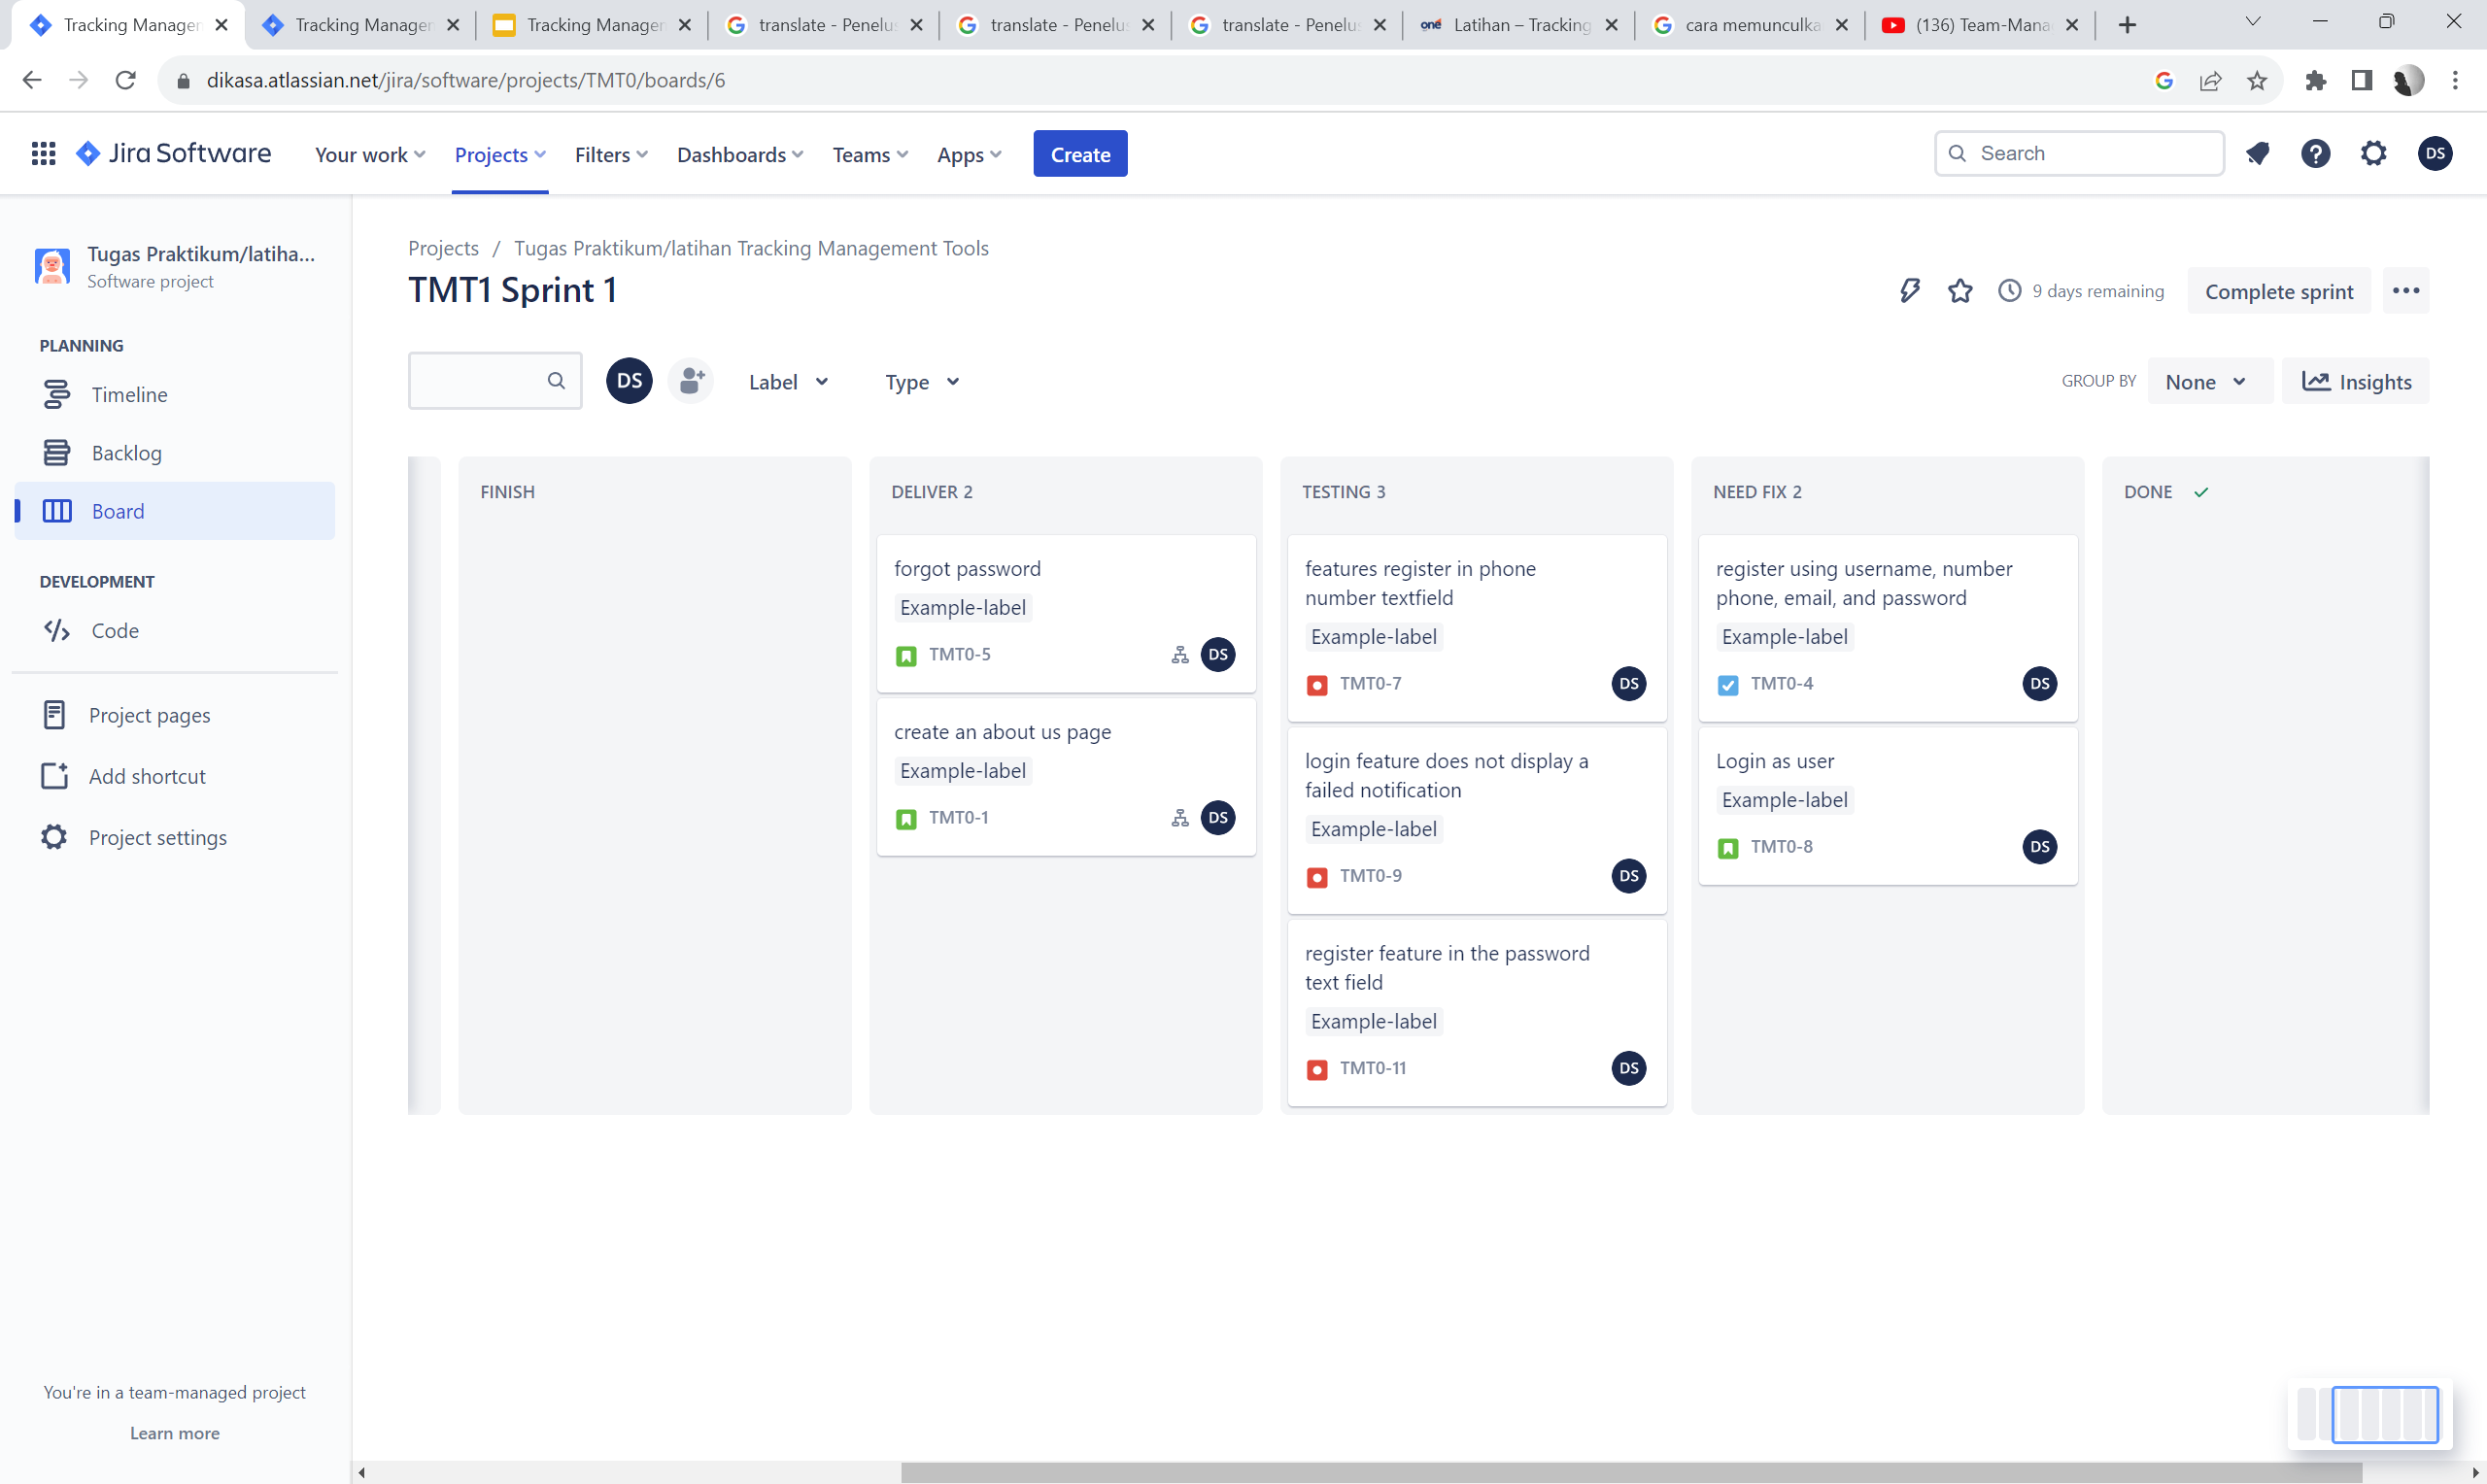 Tracking Manager
Tracking Manager
Tracking Manager
translate - Penelus
translate - Penelus
translate - Penelus
one
Latihan – Tracking
cara memunculka
(136) Team-Mana
dikasa.atlassian.net/jira/software/projects/TMT0/boards/6
Jira Software
Your work
Projects
Filters
Dashboards
Teams
Apps
Create
Search
DS
Tugas Praktikum/latiha...
Software project
PLANNING
Timeline
Backlog
Board
DEVELOPMENT
Code
Project pages
Add shortcut
Project settings
You're in a team-managed project
Learn more
Projects / Tugas Praktikum/latihan Tracking Management Tools
TMT1 Sprint 1
9 days remaining
Complete sprint
DS
Label
Type
GROUP BY
None
Insights
FINISH
DELIVER 2
forgot password
Example-label
TMT0-5
DS
create an about us page
Example-label
TMT0-1
DS
TESTING 3
features register in phone
number textfield
Example-label
TMT0-7
DS
login feature does not display a
failed notification
Example-label
TMT0-9
DS
register feature in the password
text field
Example-label
TMT0-11
DS
NEED FIX 2
register using username, number
phone, email, and password
Example-label
TMT0-4
DS
Login as user
Example-label
TMT0-8
DS
DONE